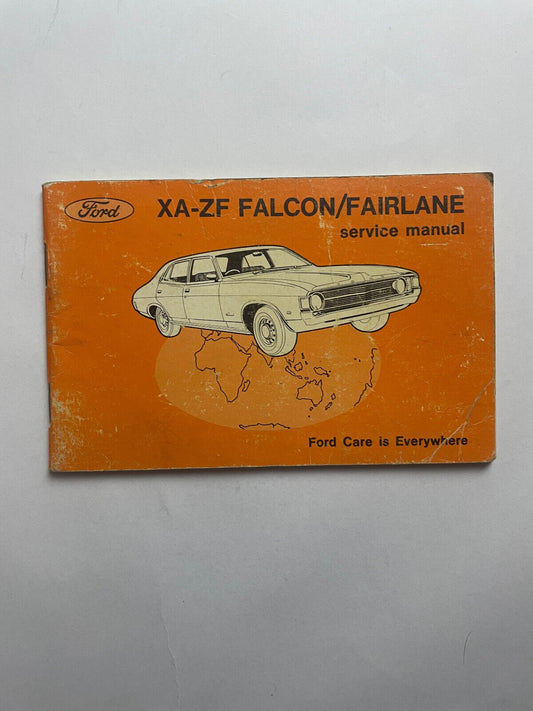 Ford
XA-ZF FALCON/FAIRLANE
service manual
Ford Care is Everywhere